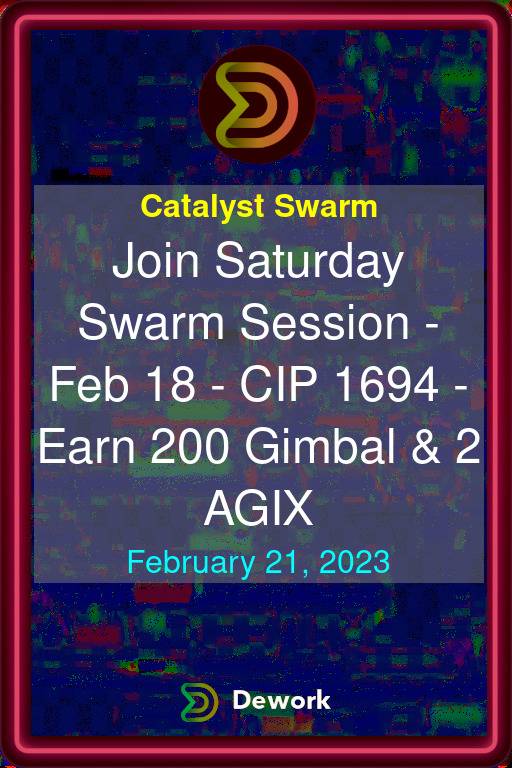 Catalyst Swarm
Join Saturday
Swarm Session -
Feb 18 - CIP 1694 -
Earn 200 Gimbal & 2
AGIX
February 21, 2023
Dework